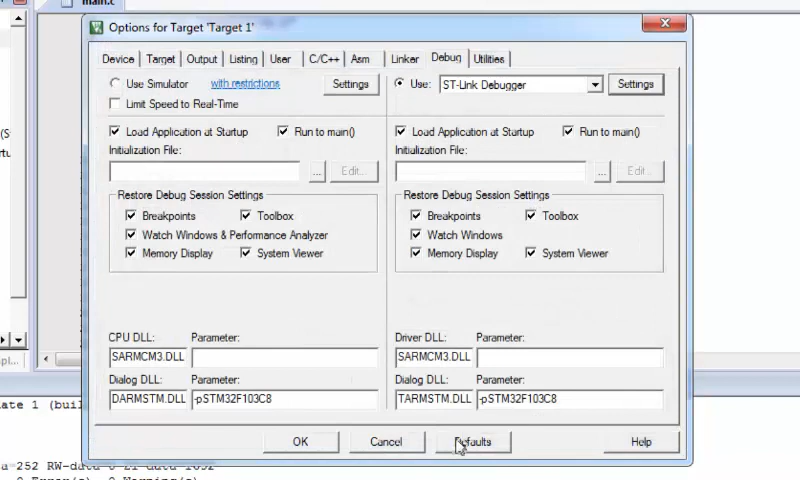 main.c
Options for Target 'Target 1'
Device Target Output Listing User C/C++ Asm Linker Debug Utilities
Use Simulator with restrictions Settings
Limit Speed to Real-Time
Use: ST-Link Debugger Settings
Load Application at Startup Run to main()
Initialization File:
... Edit...
Load Application at Startup Run to main()
Initialization File:
... Edit...
Restore Debug Session Settings
Breakpoints Toolbox
Watch Windows & Performance Analyzer
Memory Display System Viewer
Restore Debug Session Settings
Breakpoints Toolbox
Watch Windows
Memory Display System Viewer
CPU DLL: Parameter:
SARMCM3.DLL
Dialog DLL: Parameter:
DARMSTM.DLL -pSTM32F103C8
Driver DLL: Parameter:
SARMCM3.DLL
Dialog DLL: Parameter:
TARMSTM.DLL -pSTM32F103C8
OK Cancel Defaults Help